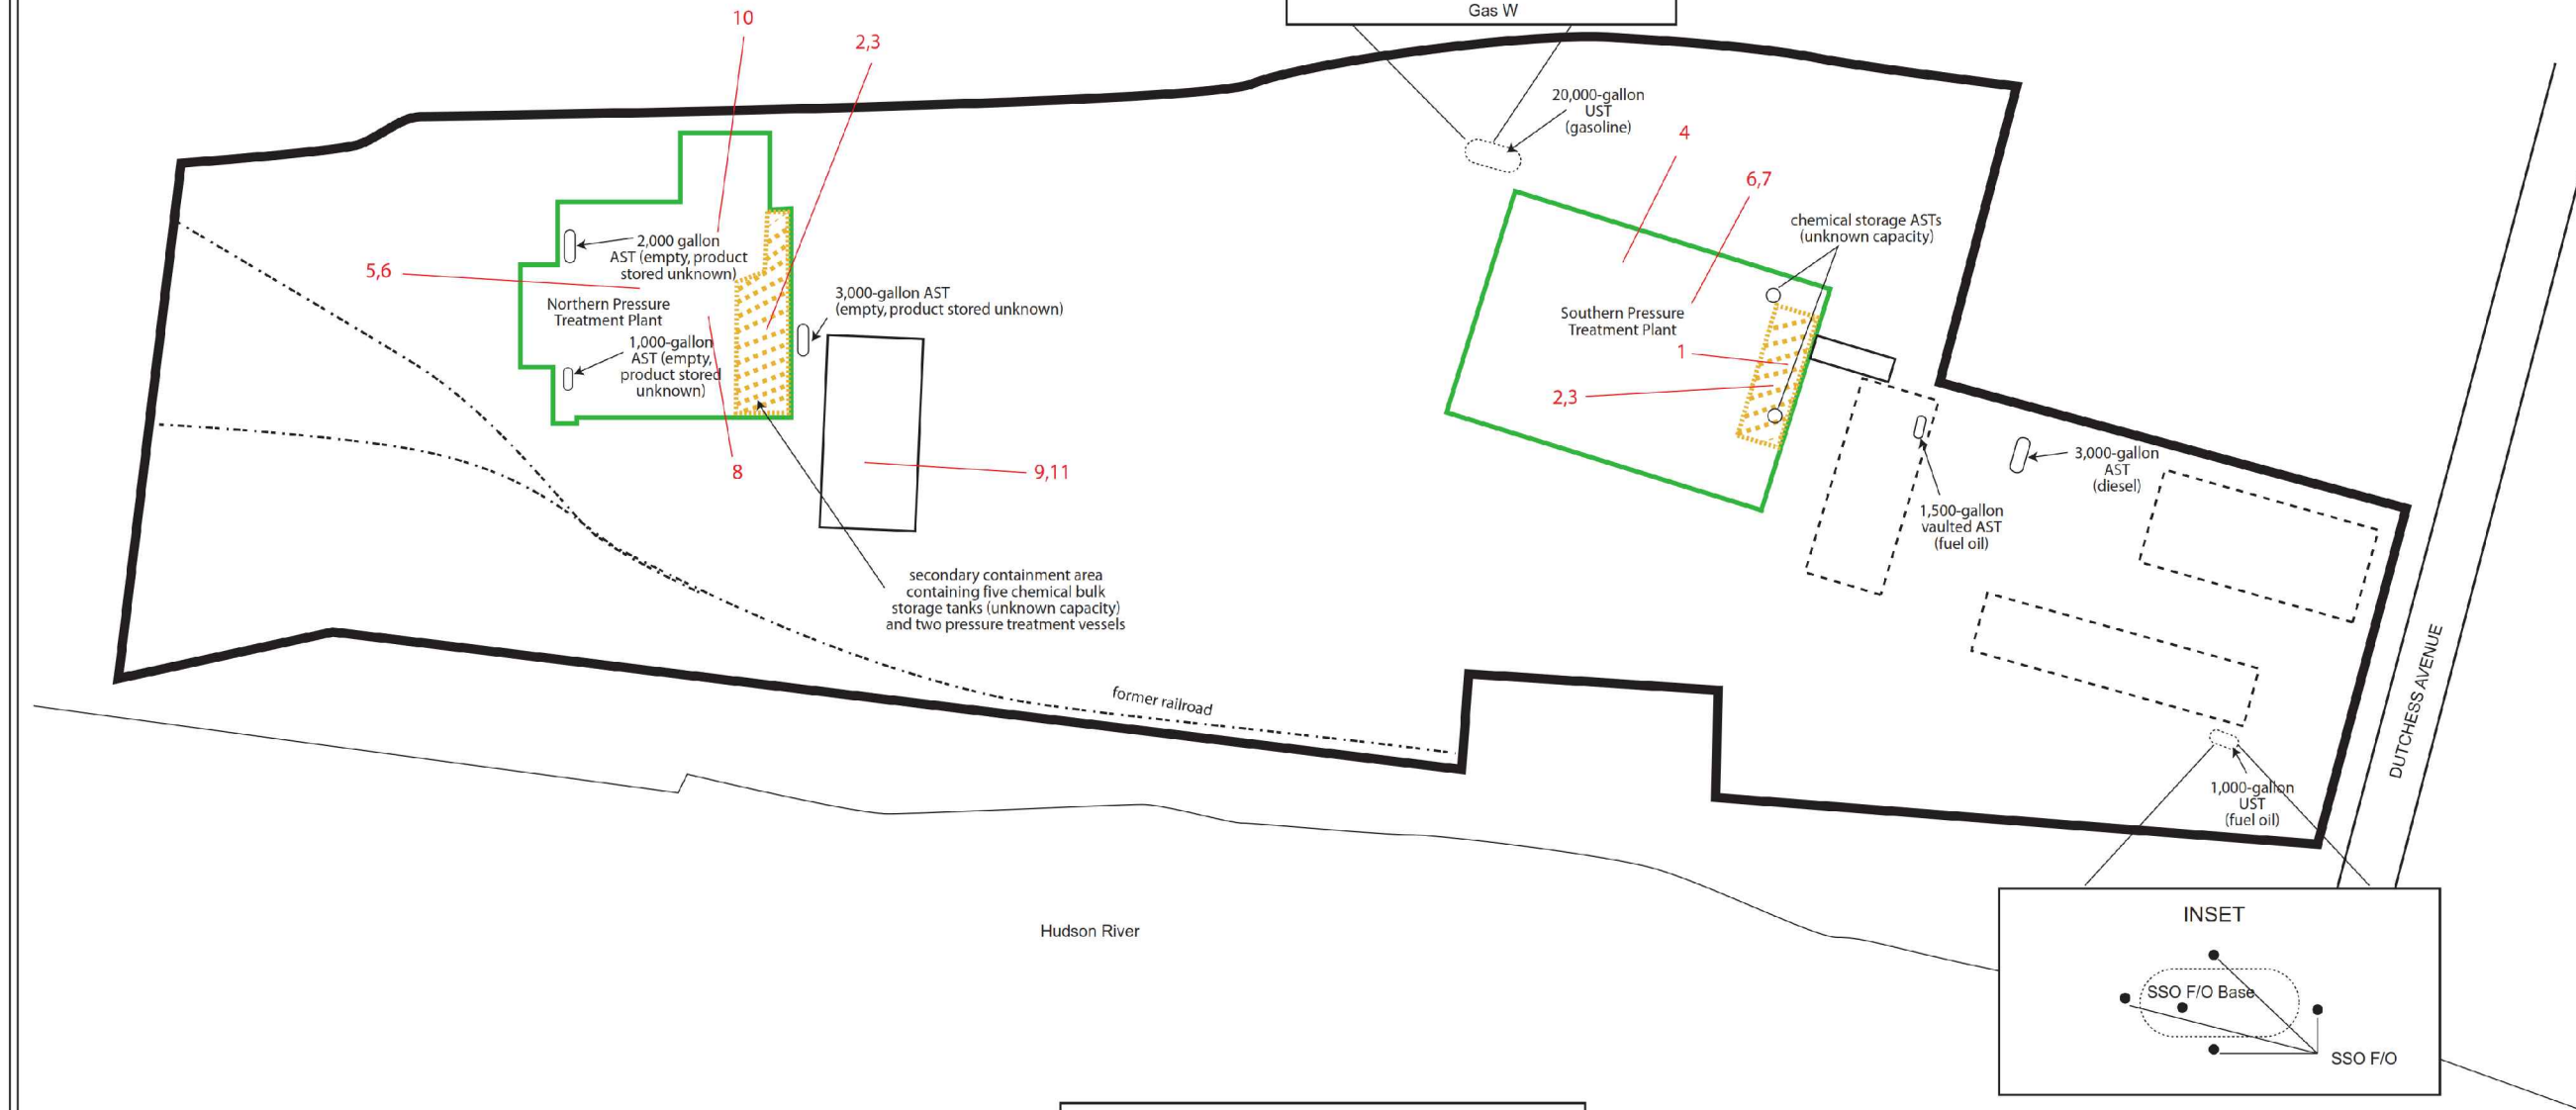 Gas W
10
2,3
20,000-gallon
UST
(gasoline)
4
6,7
chemical storage ASTs
(unknown capacity)
2,000 gallon
AST (empty, product
stored unknown)
5,6
Northern Pressure
Treatment Plant
3,000-gallon AST
(empty, product stored unknown)
1,000-gallon
AST (empty,
product stored
unknown)
Southern Pressure
Treatment Plant
1
2,3
8
9,11
3,000-gallon
AST
(diesel)
1,500-gallon
vaulted AST
(fuel oil)
secondary containment area
containing five chemical bulk
storage tanks (unknown capacity)
and two pressure treatment vessels
former railroad
DUTCHESS AVENUE
1,000-gallon
UST
(fuel oil)
Hudson River
INSET
SSO F/O Base
SSO F/O